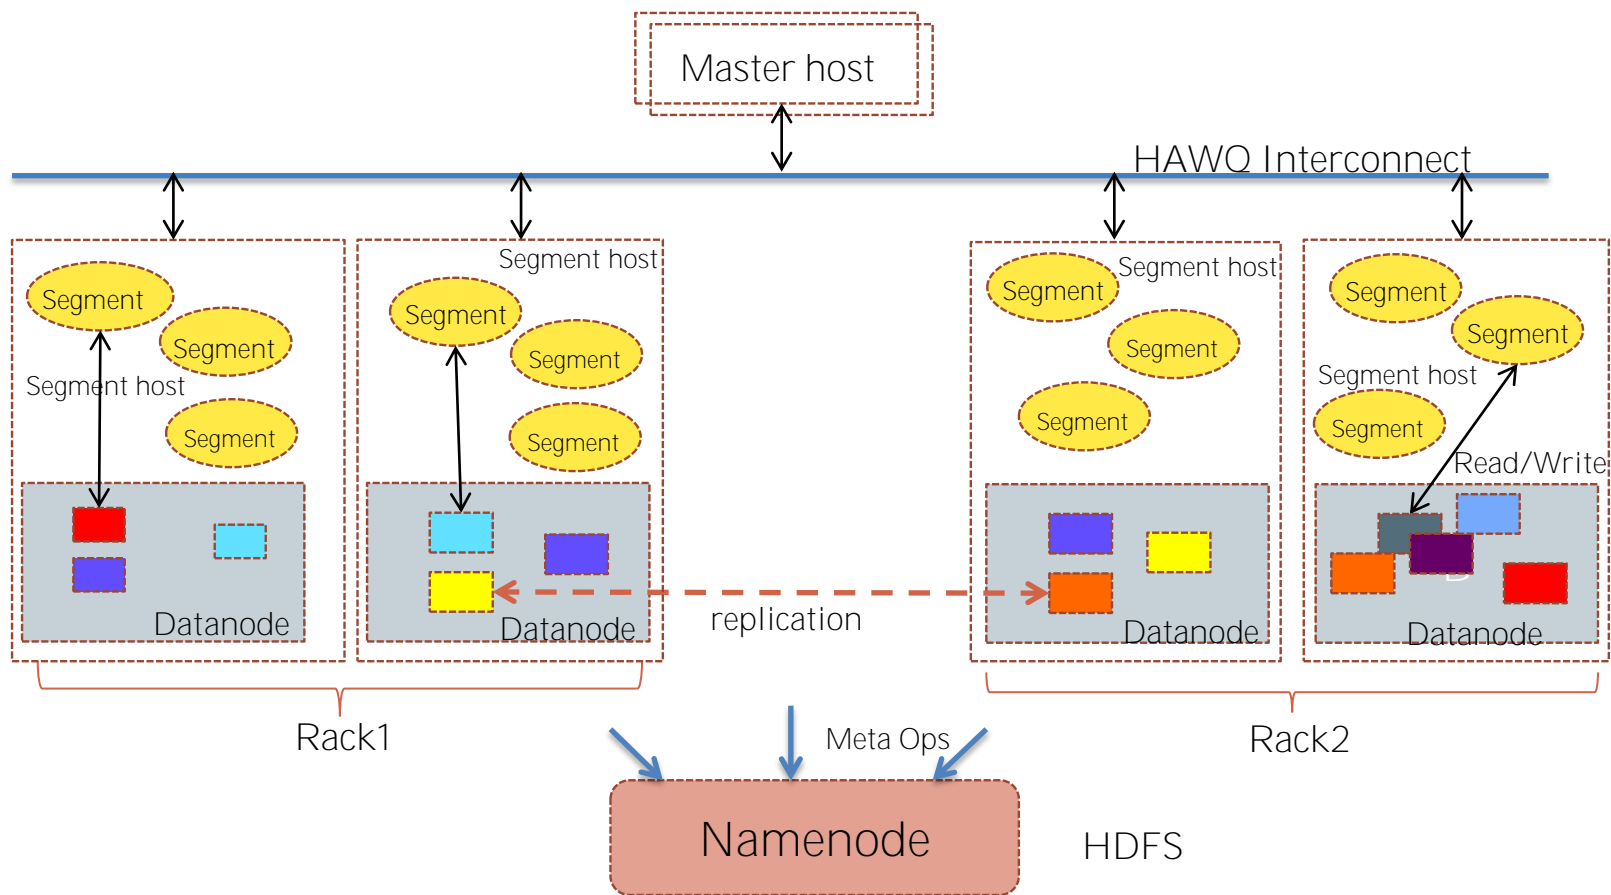 Master host
HAWQ Interconnect
Segment host
Segment
Segment
Segment host
Segment
Datanode
Segment
Segment
Segment
Datanode
Segment host
Segment
Segment
Segment
Datanode
Segment
Segment
Segment host
Segment
Read/Write
D
Datanode
replication
Rack1
Rack2
Meta Ops
Namenode
HDFS